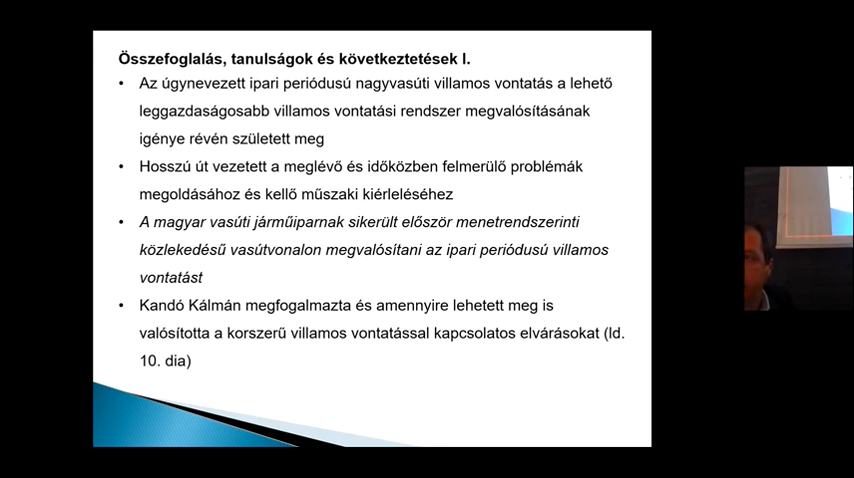 Összefoglalás, tanulságok és következtetések I.
• Az úgynevezett ipari periódusú nagyvasúti villamos vontatás a lehető
leggazdaságosabb villamos vontatási rendszer megvalósításának
igénye révén született meg
• Hosszú út vezetett a meglévő és időközben felmerülő problémák
megoldásához és kellő műszaki kiérleléséhez
• A magyar vasúti járműiparnak sikerült először menetrendszerinti
közlekedésű vasútvonalon megvalósítani az ipari periódusú villamos
vontatást
• Kandó Kálmán megfogalmazta és amennyire lehetett meg is
valósította a korszerű villamos vontatással kapcsolatos elvárásokat (ld.
10. dia)